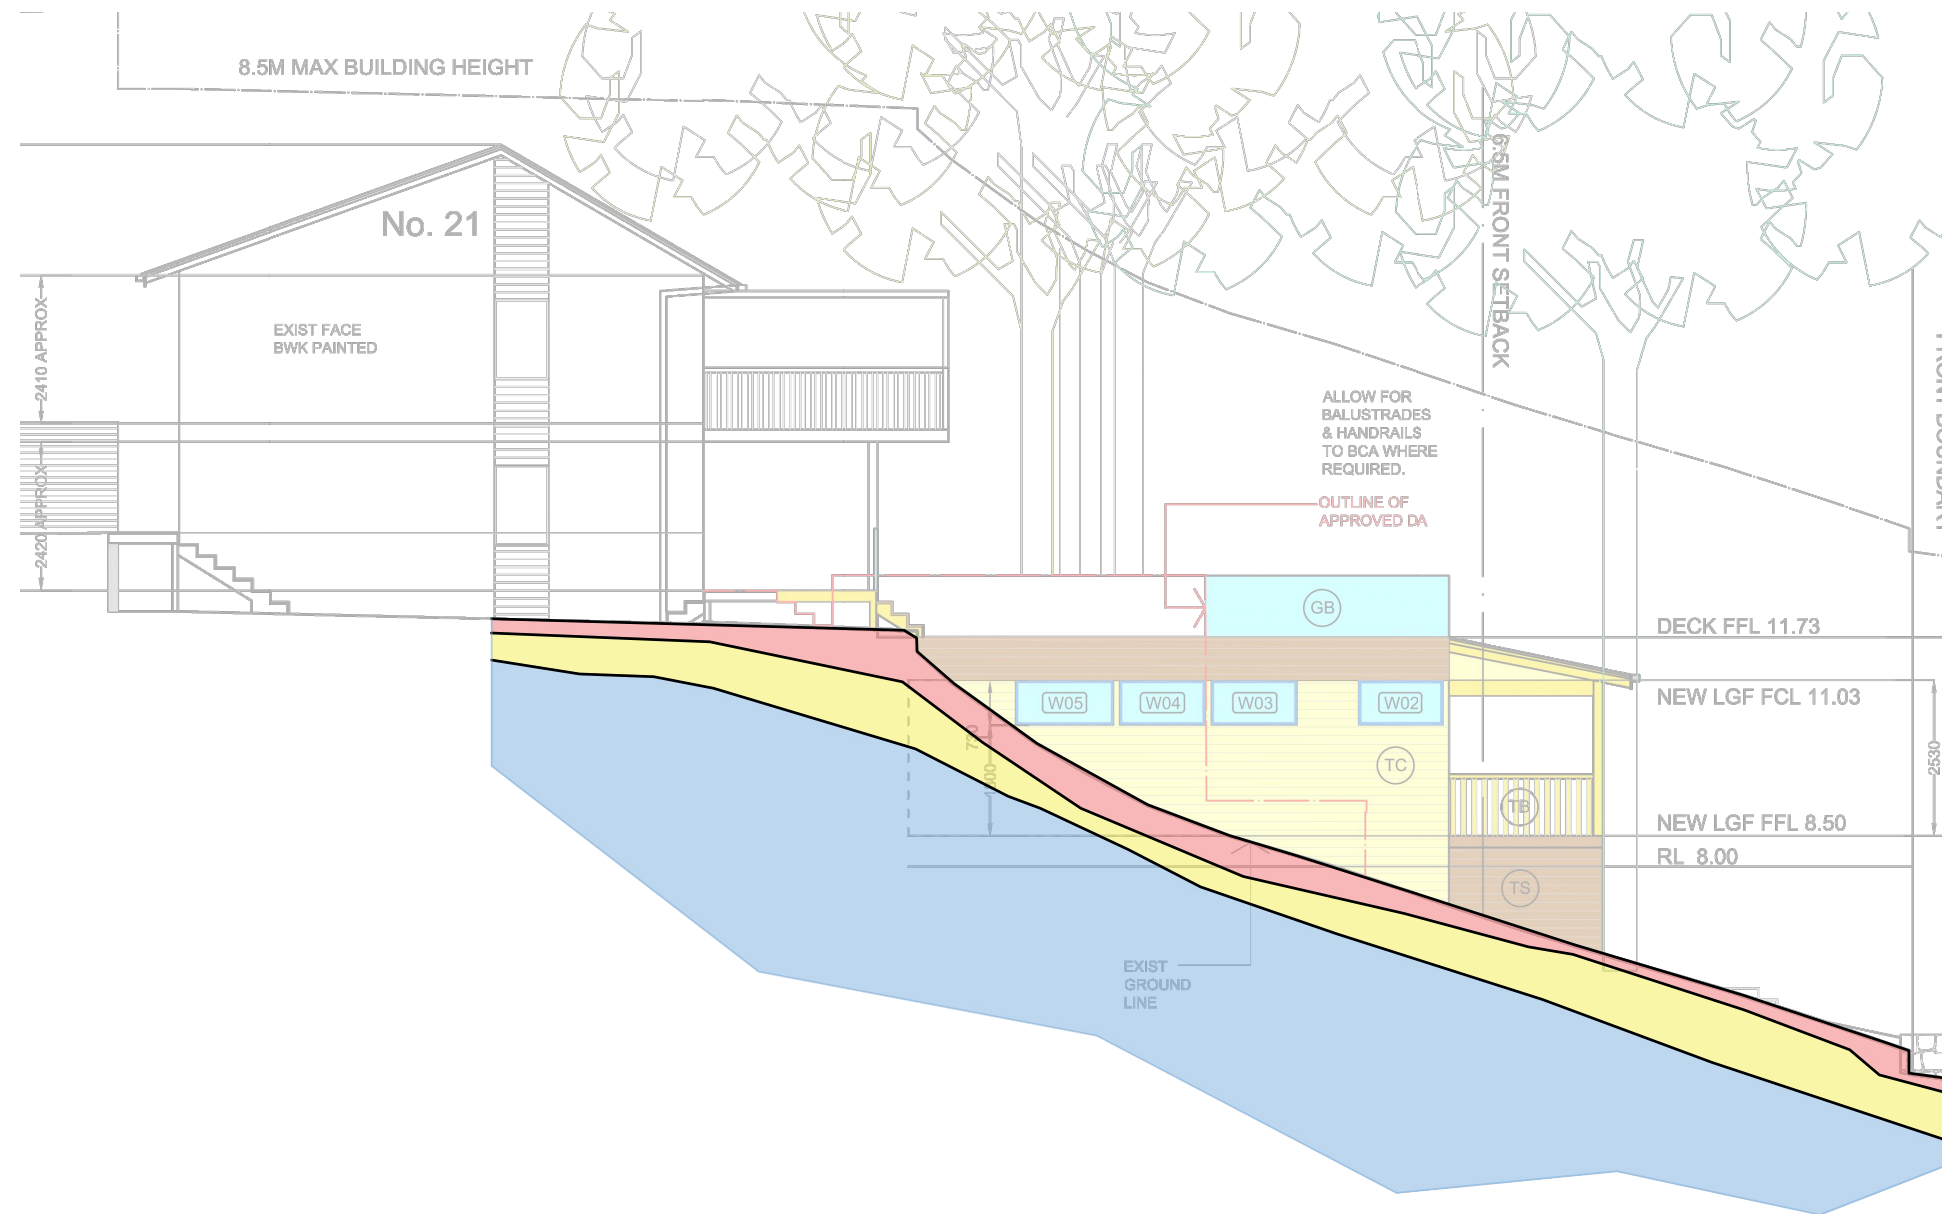 8.5M MAX BUILDING HEIGHT
No. 21
6.5M FRONT SETBACK
2410 APPROX
EXIST FACE
BWK PAINTED
ALLOW FOR
BALUSTRADES
& HANDRAILS
TO BCA WHERE
REQUIRED.
FRONT BOUNDARY
2420 APPROX
OUTLINE OF
APPROVED DA
GB
DECK FFL 11.73
W05
W04
W03
W02
NEW LGF FCL 11.03
TC
2530
TB
NEW LGF FFL 8.50
RL 8.00
TS
EXIST
GROUND
LINE